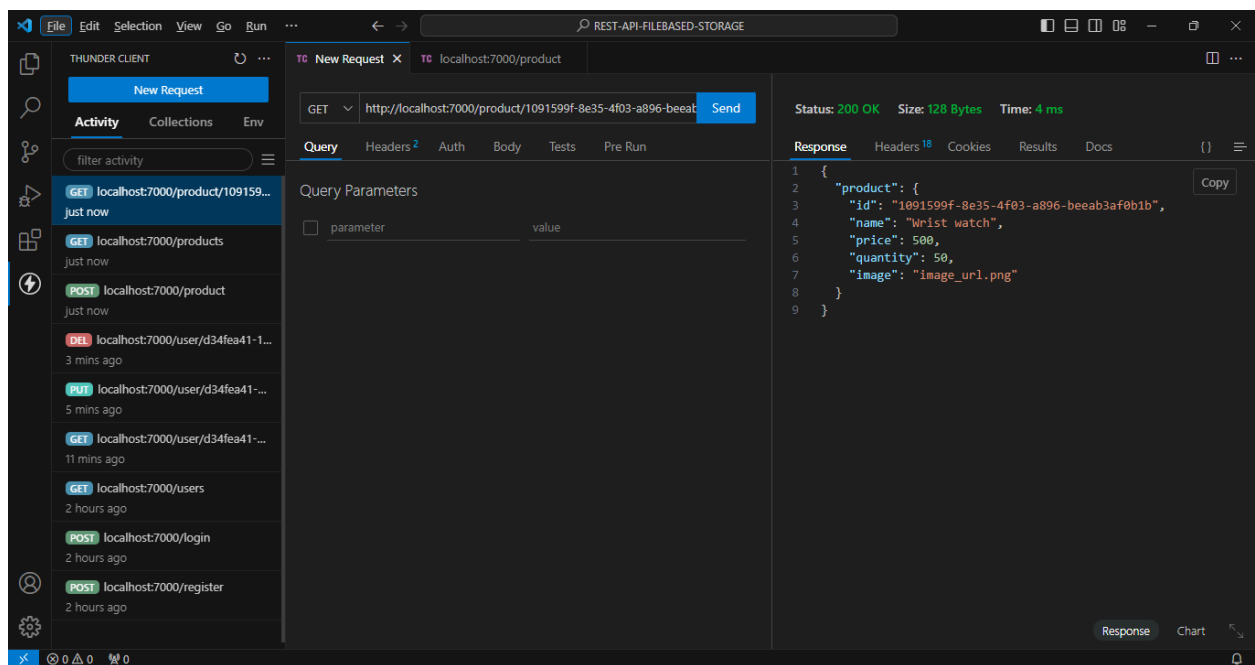 File Edit Selection View Go Run ··· ← → REST-API-FILEBASED-STORAGE
THUNDER CLIENT ···
New Request
Activity Collections Env
filter activity
GET localhost:7000/product/109159...
just now
GET localhost:7000/products
just now
POST localhost:7000/product
just now
DEL localhost:7000/user/d34fea41-1...
3 mins ago
PUT localhost:7000/user/d34fea41-...
5 mins ago
GET localhost:7000/user/d34fea41-...
11 mins ago
GET localhost:7000/users
2 hours ago
POST localhost:7000/login
2 hours ago
POST localhost:7000/register
2 hours ago
TC New Request X TC localhost:7000/product
GET http://localhost:7000/product/1091599f-8e35-4f03-a896-beeab Send
Query Headers 2 Auth Body Tests Pre Run
Query Parameters
parameter value
Status: 200 OK Size: 128 Bytes Time: 4 ms
Response Headers 18 Cookies Results Docs {}
Copy
1 {
2 "product": {
3 "id": "1091599f-8e35-4f03-a896-beeab3af0b1b",
4 "name": "Wrist watch",
5 "price": 500,
6 "quantity": 50,
7 "image": "image_url.png"
8 }
9 }
Response Chart
0 0 0